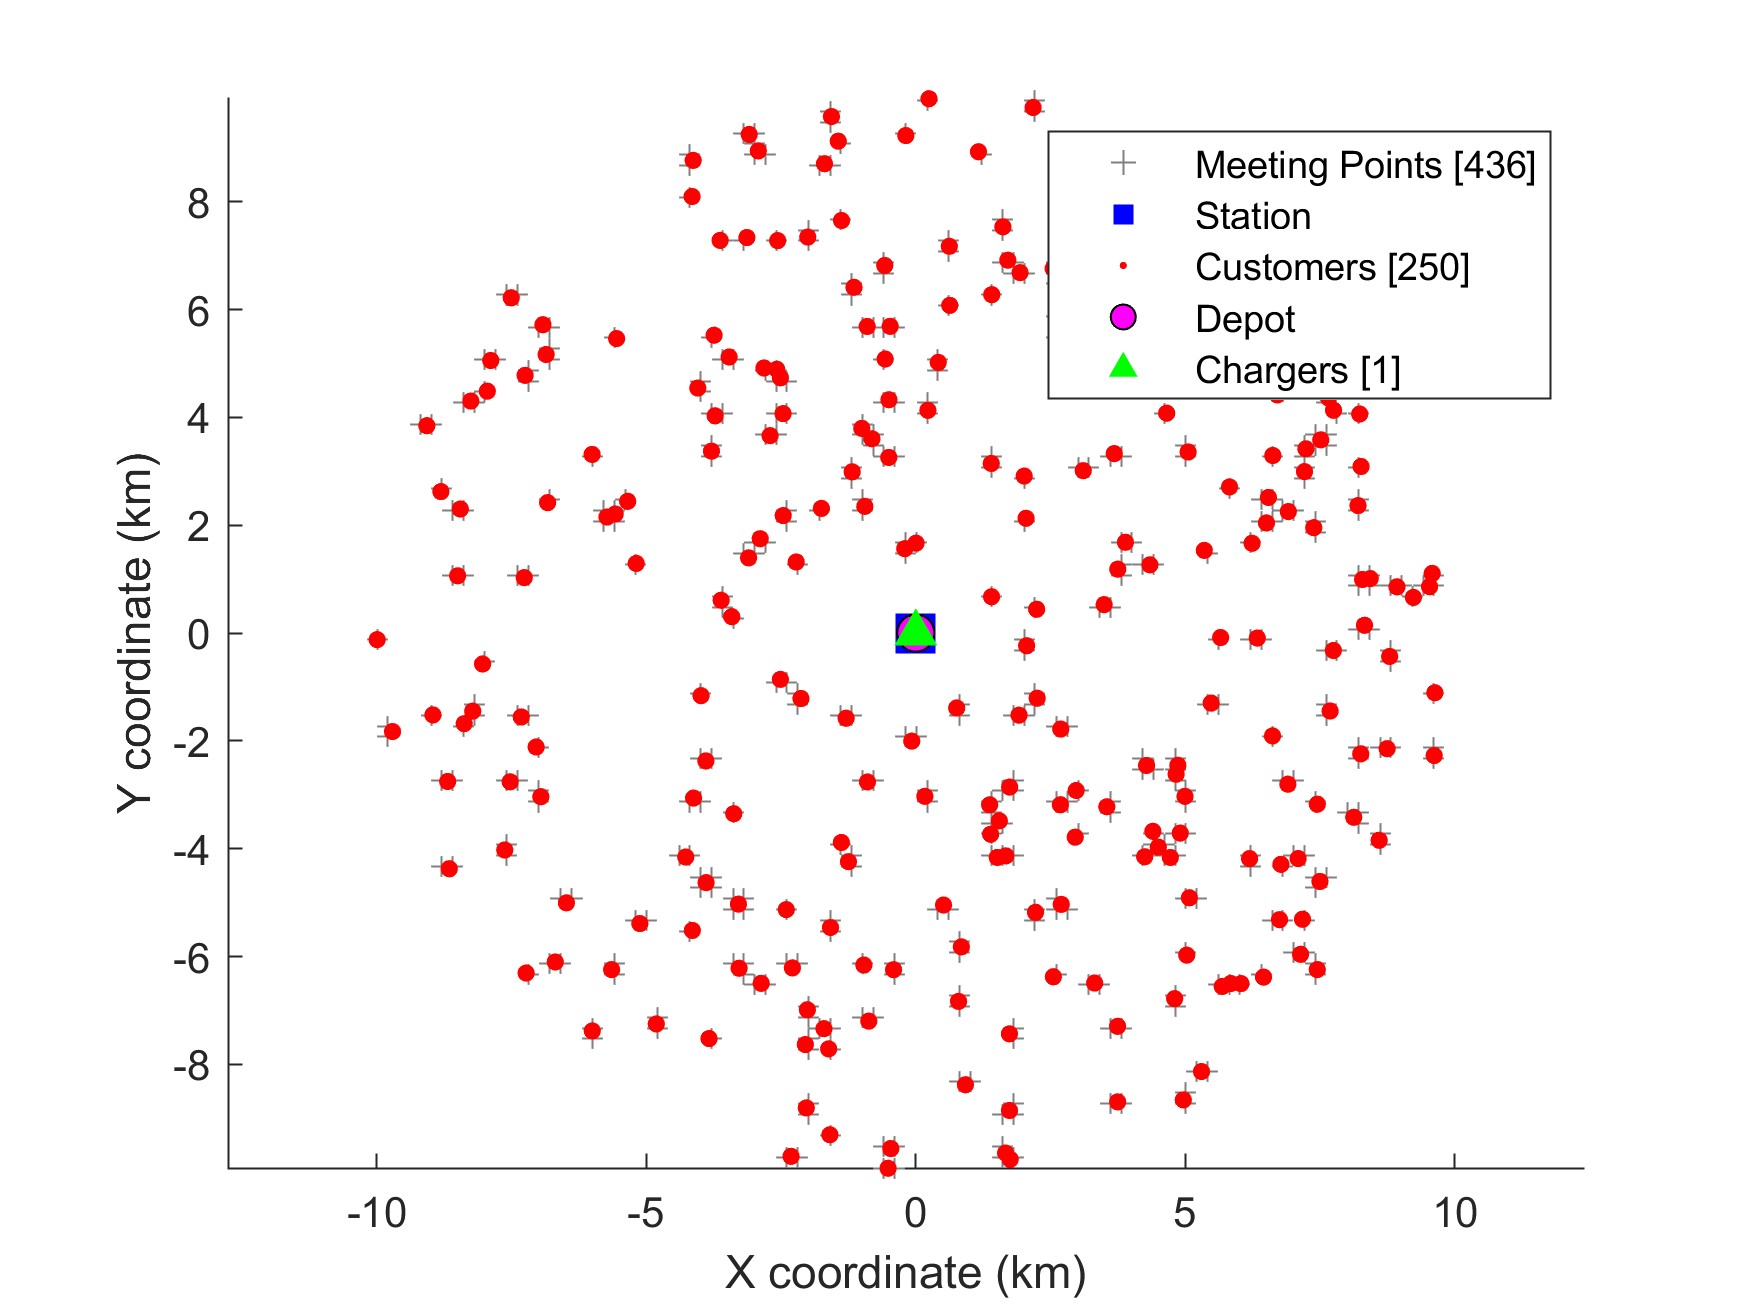 Meeting Points [436]
Station
Customers [250]
Depot
Chargers [1]
8
6
4
2
0
-2
-4
-6
-8
Y coordinate (km)
-10 -5 0 5 10
X coordinate (km)